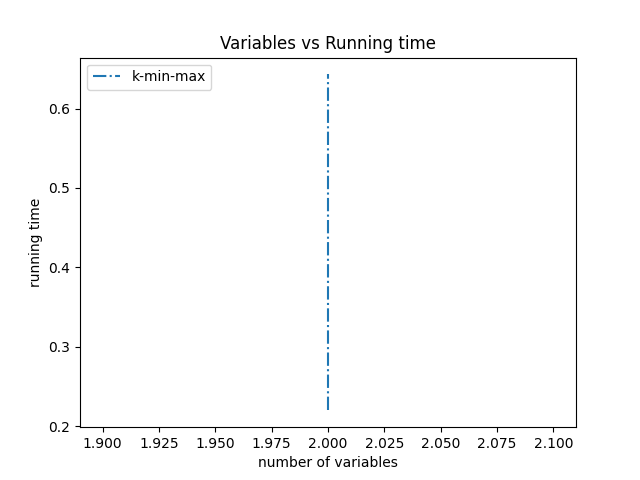 Variables vs Running time
k-min-max
running time
0.6
0.5
0.4
0.3
0.2
1.900 1.925 1.950 1.975 2.000 2.025 2.050 2.075 2.100
number of variables